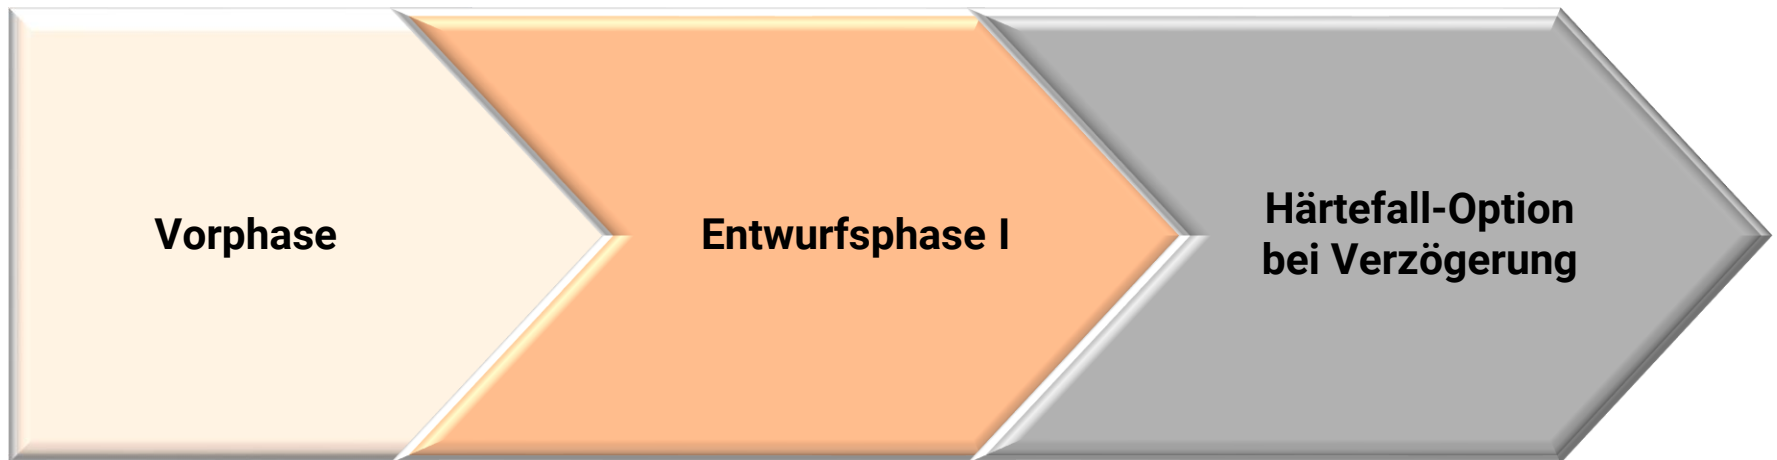 Vorphase
Entwurfsphase I
Härtefall-Option
bei Verzögerung